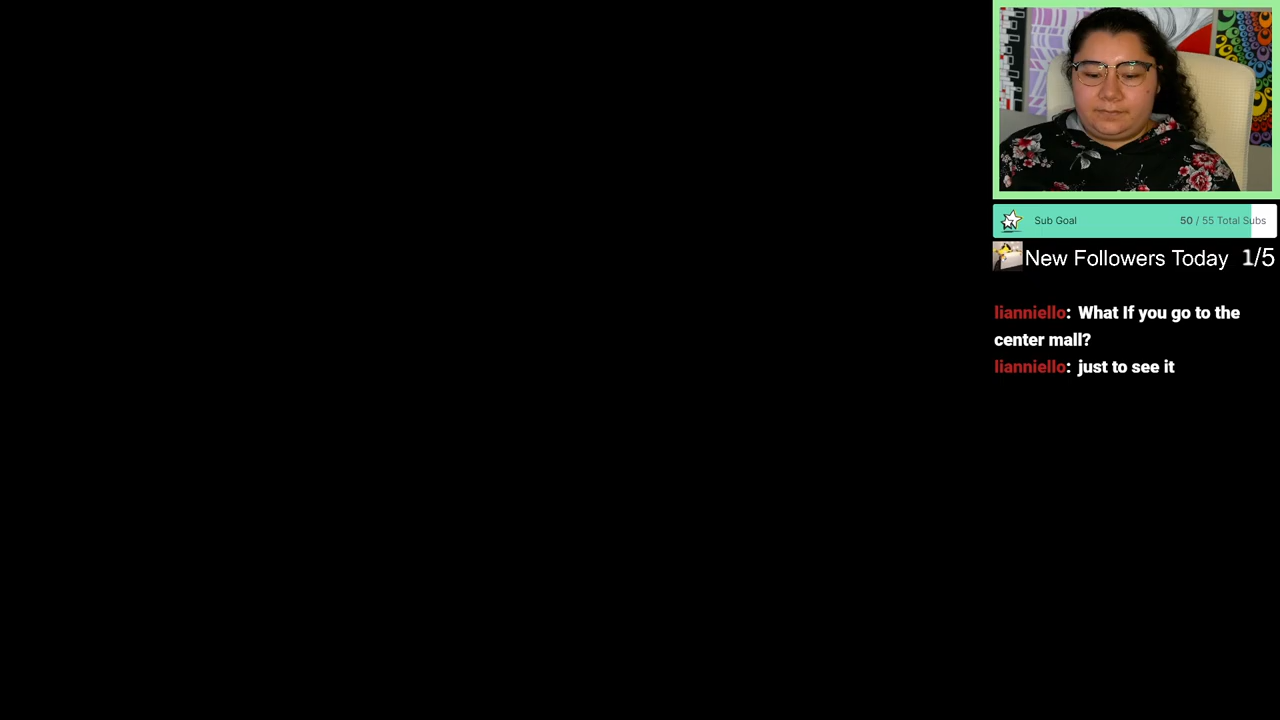 Sub Goal 50 / 55 Total Subs
New Followers Today 1/5
lianniello: What If you go to the
center mall?
lianniello: just to see it